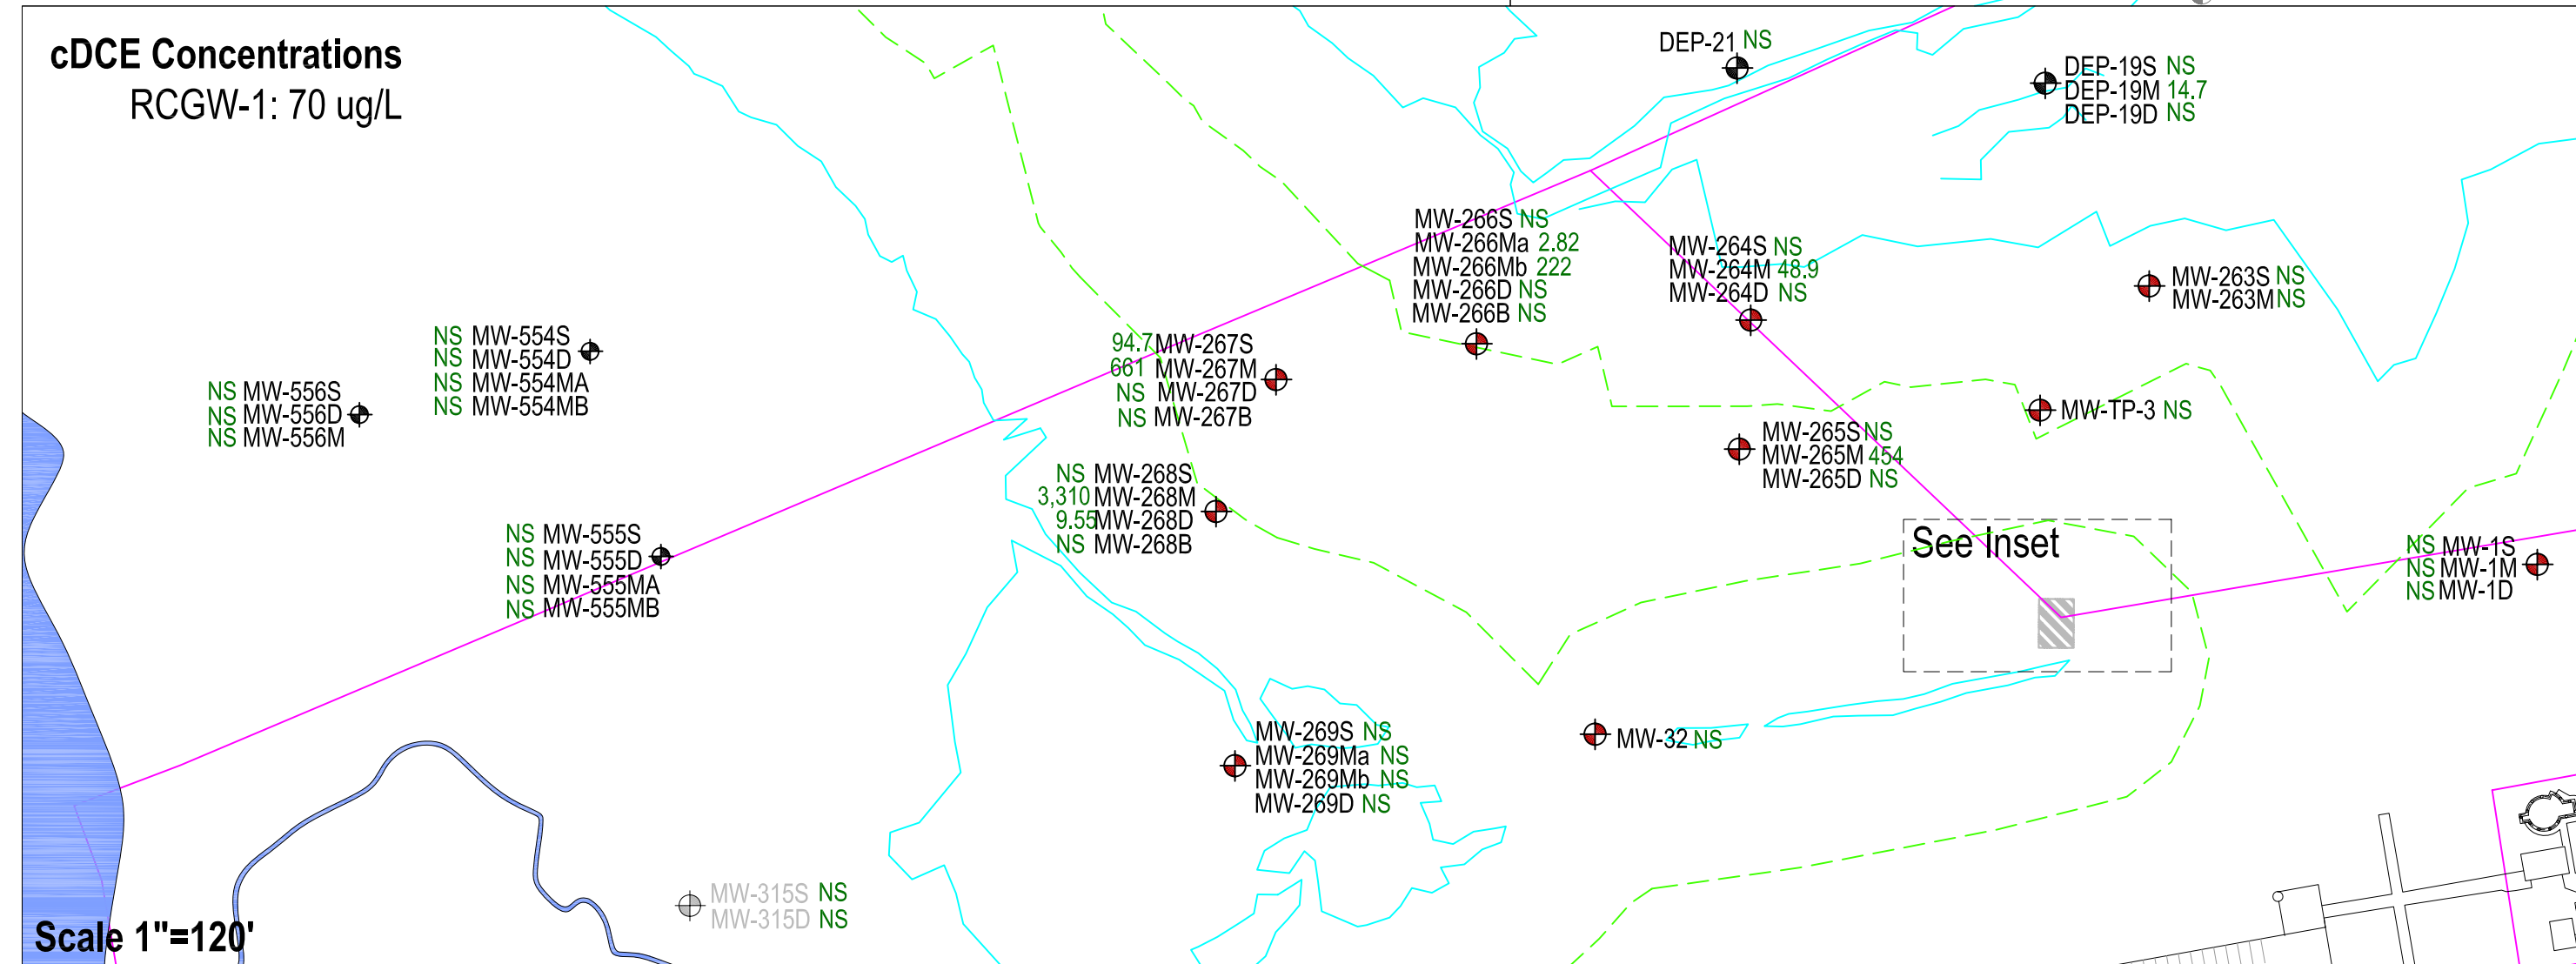 cDCE Concentrations
RCGW-1: 70 ug/L
DEP-21 NS
DEP-19S NS
DEP-19M 14.7
DEP-19D NS
MW-266S NS
MW-266Ma 2.82
MW-266Mb 222
MW-266D NS
MW-266B NS
MW-264S NS
MW-264M 48.9
MW-264D NS
MW-263S NS
MW-263M NS
NS MW-554S
NS MW-554D
NS MW-554MA
NS MW-554MB
NS MW-556S
NS MW-556D
NS MW-556M
94.7 MW-267S
661 MW-267M
NS MW-267D
NS MW-267B
MW-TP-3 NS
MW-265S NS
MW-265M 454
MW-265D NS
NS MW-268S
3,310 MW-268M
9.55 MW-268D
NS MW-268B
NS MW-555S
NS MW-555D
NS MW-555MA
NS MW-555MB
See Inset
NS MW-1S
NS MW-1M
NS MW-1D
MW-269S NS
MW-269Ma NS
MW-269Mb NS
MW-269D NS
MW-32 NS
MW-315S NS
MW-315D NS
Scale 1"=120'